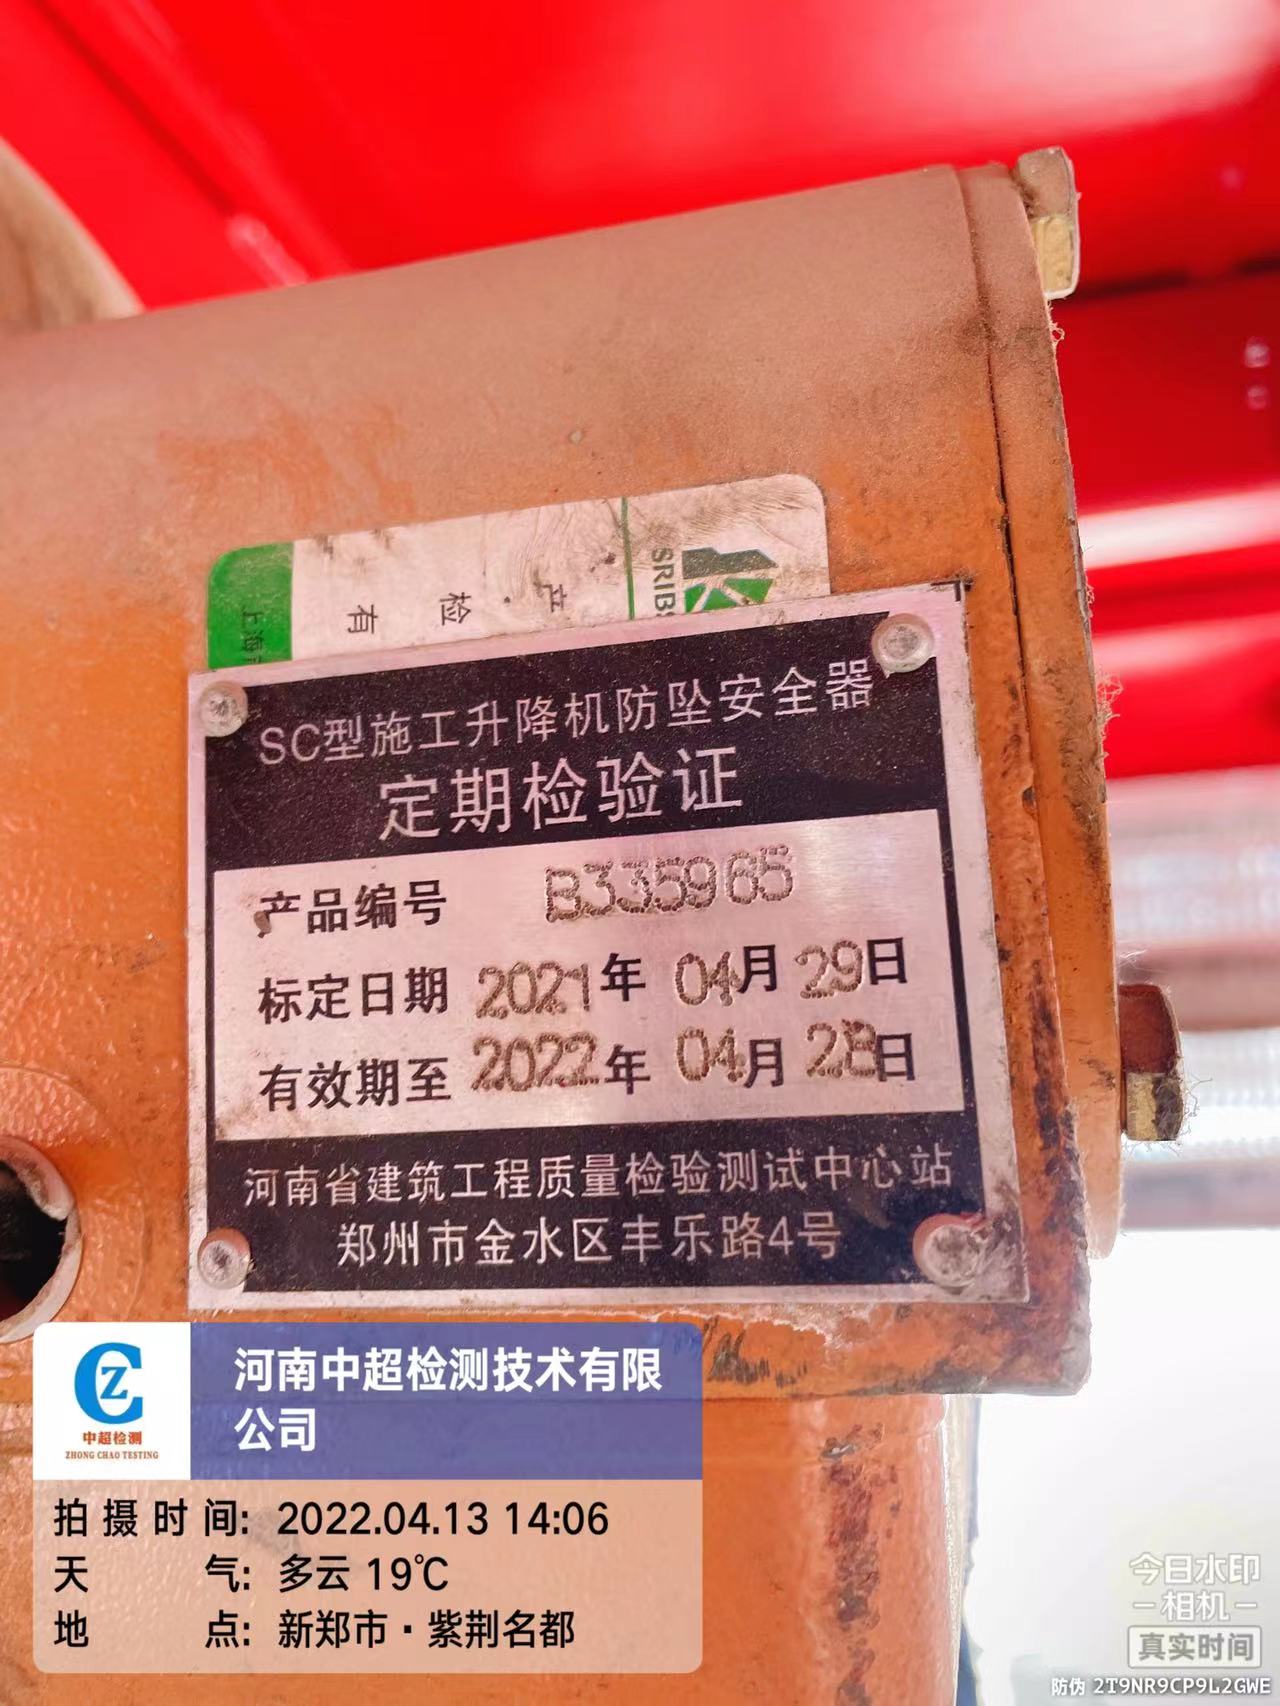 SRIBS
产
检
有
上海
SC型施工升降机防坠安全器
定期检验证
产品编号 B335965
标定日期 2021年 04月 29日
有效期至 2022年 04月 28日
河南省建筑工程质量检验测试中心站
郑州市金水区丰乐路4号
CZ
中超检测
ZHONG CHAO TESTING
河南中超检测技术有限
公司
拍摄时间: 2022.04.13 14:06
天 气: 多云 19℃
地 点: 新郑市·紫荆名都
今日水印
相机
真实时间
防伪 2T9NR9CP9L2GWE